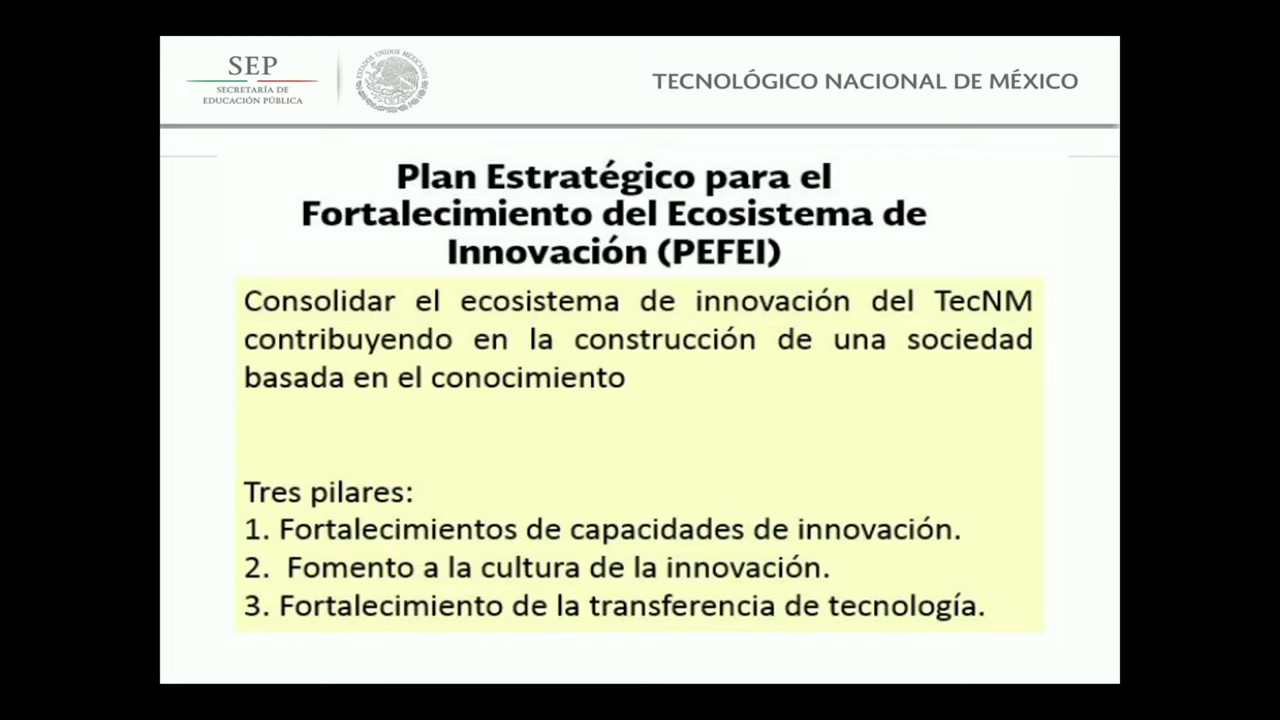 SEP
SECRETARÍA DE
EDUCACIÓN PÚBLICA
ESTADOS UNIDOS MEXICANOS
TECNOLÓGICO NACIONAL DE MÉXICO
Plan Estratégico para el
Fortalecimiento del Ecosistema de
Innovación (PEFEI)
Consolidar el ecosistema de innovación del TecNM
contribuyendo en la construcción de una sociedad
basada en el conocimiento
Tres pilares:
1. Fortalecimientos de capacidades de innovación.
2. Fomento a la cultura de la innovación.
3. Fortalecimiento de la transferencia de tecnología.